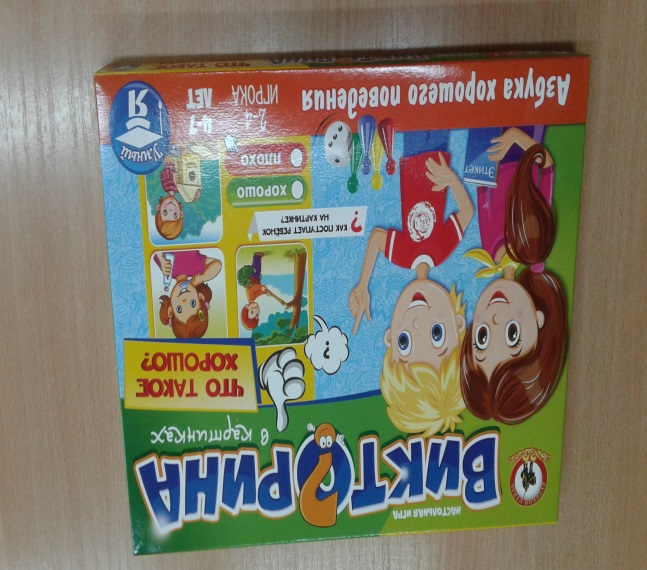 НАСТОЛЬНАЯ ИГРА
ВИКТОРИНА
в картинках
ЧТО ТАКОЕ
ХОРОШО?
?
? КАК ПОСТУПАЕТ РЕБЁНОК
НА КАРТИНКЕ?
ХОРОШО
ПЛОХО
Этикет
Умный
Я
2-4
ИГРОКА
4-7
ЛЕТ
Азбука хорошего поведения